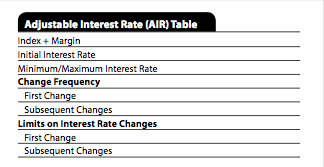 Adjustable Interest Rate (AIR) Table
Index + Margin
Initial Interest Rate
Minimum/Maximum Interest Rate
Change Frequency
First Change
Subsequent Changes
Limits on Interest Rate Changes
First Change
Subsequent Changes